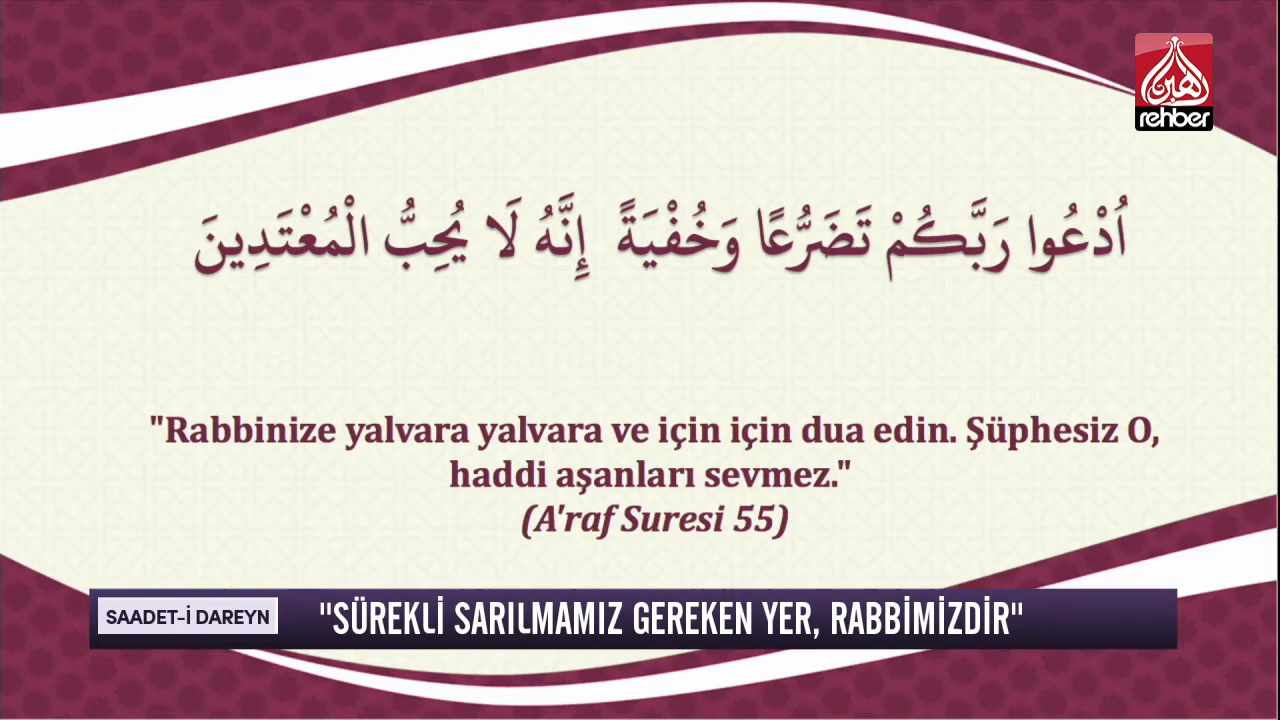 رهبر
rehber
اُدْعُوا رَبَّكُمْ تَضَرُّعًا وَخُفْيَةً إِنَّهُ لَا يُحِبُّ الْمُعْتَدِينَ
"Rabbinize yalvara yalvara ve için için dua edin. Şüphesiz O,
haddi aşanları sevmez."
(A'raf Suresi 55)
SAADET-İ DAREYN
"SÜREKLİ SARILMAMIZ GEREKEN YER, RABBİMİZDİR"